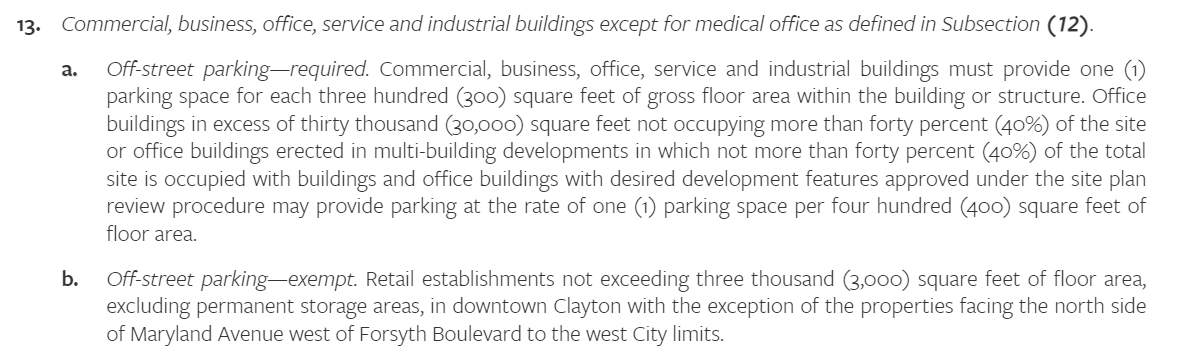 13. Commercial, business, office, service and industrial buildings except for medical office as defined in Subsection (12).
a. Off-street parking—required. Commercial, business, office, service and industrial buildings must provide one (1)
parking space for each three hundred (300) square feet of gross floor area within the building or structure. Office
buildings in excess of thirty thousand (30,000) square feet not occupying more than forty percent (40%) of the site
or office buildings erected in multi-building developments in which not more than forty percent (40%) of the total
site is occupied with buildings and office buildings with desired development features approved under the site plan
review procedure may provide parking at the rate of one (1) parking space per four hundred (400) square feet of
floor area.
b. Off-street parking—exempt. Retail establishments not exceeding three thousand (3,000) square feet of floor area,
excluding permanent storage areas, in downtown Clayton with the exception of the properties facing the north side
of Maryland Avenue west of Forsyth Boulevard to the west City limits.